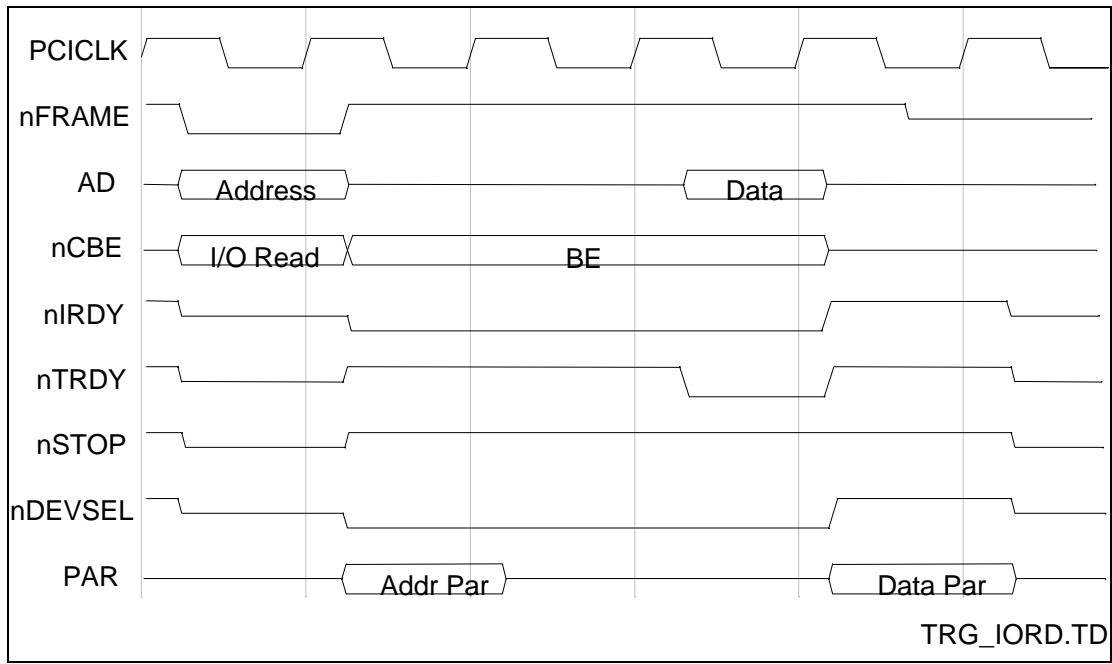 PCICLK
nFRAME
AD
Address
Data
nCBE
I/O Read
BE
nIRDY
nTRDY
nSTOP
nDEVSEL
PAR
Addr Par
Data Par
TRG_IORD.TD